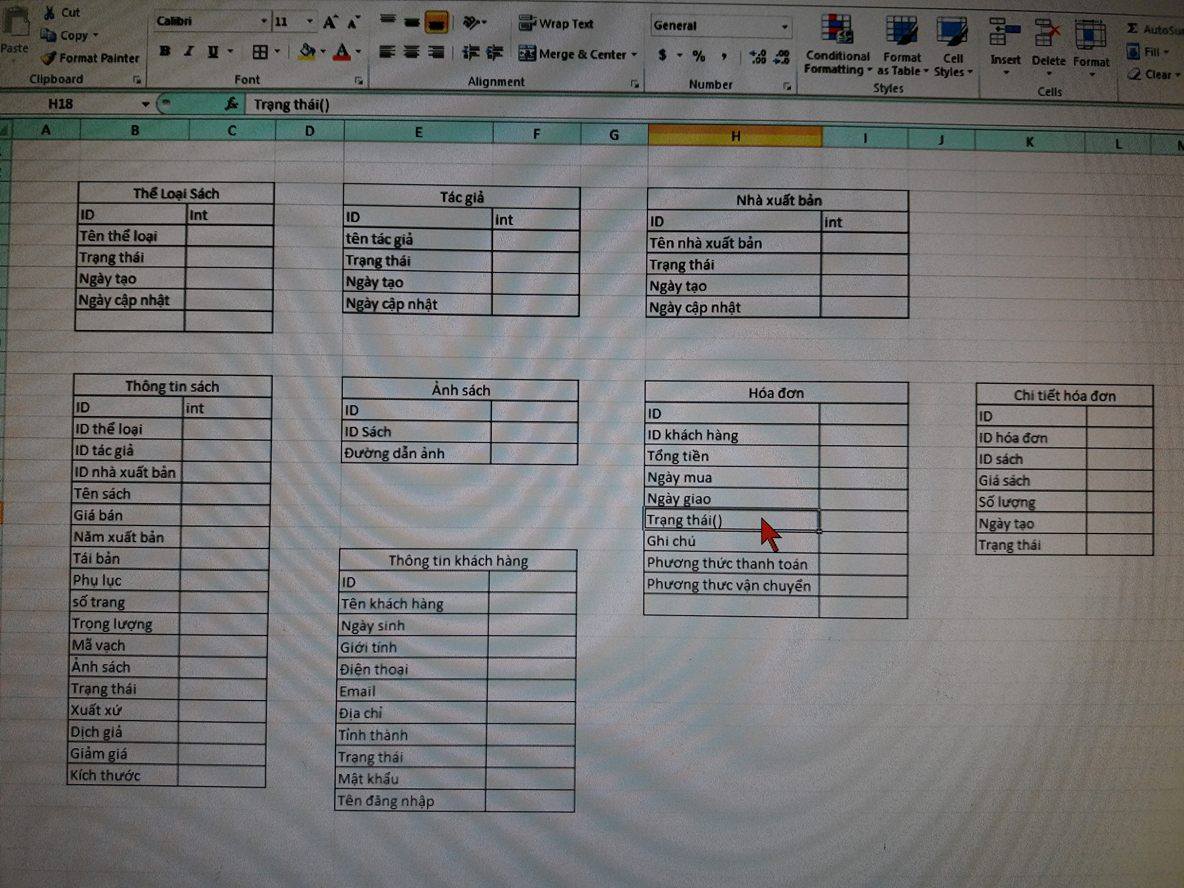 Cut
Copy
Paste
Format Painter
Clipboard
Calibri 11 A A
B I U A
Font
Wrap Text
Merge & Center
Alignment
General
$ % ,
Number
Conditional Formatting
Format as Table
Cell Styles
Styles
Insert Delete Format
Cells
Σ AutoSu
Fill
Clear
H18 fx Trạng thái()
A B C D E F G H I J K L
Thể Loại Sách
ID Int
Tên thể loại
Trạng thái
Ngày tạo
Ngày cập nhật
Tác giả
ID int
tên tác giả
Trạng thái
Ngày tạo
Ngày cập nhật
Nhà xuất bản
ID int
Tên nhà xuất bản
Trạng thái
Ngày tạo
Ngày cập nhật
Thông tin sách
ID int
ID thể loại
ID tác giả
ID nhà xuất bản
Tên sách
Giá bán
Năm xuất bản
Tái bản
Phụ lục
số trang
Trọng lượng
Mã vạch
Ảnh sách
Trạng thái
Xuất xứ
Dịch giả
Giảm giá
Kích thước
Ảnh sách
ID
ID Sách
Đường dẫn ảnh
Thông tin khách hàng
ID
Tên khách hàng
Ngày sinh
Giới tính
Điện thoại
Email
Địa chỉ
Tỉnh thành
Trạng thái
Mật khẩu
Tên đăng nhập
Hóa đơn
ID
ID khách hàng
Tổng tiền
Ngày mua
Ngày giao
Trạng thái()
Ghi chú
Phương thức thanh toán
Phương thưc vận chuyển
Chi tiết hóa đơn
ID
ID hóa đơn
ID sách
Giá sách
Số lượng
Ngày tạo
Trạng thái